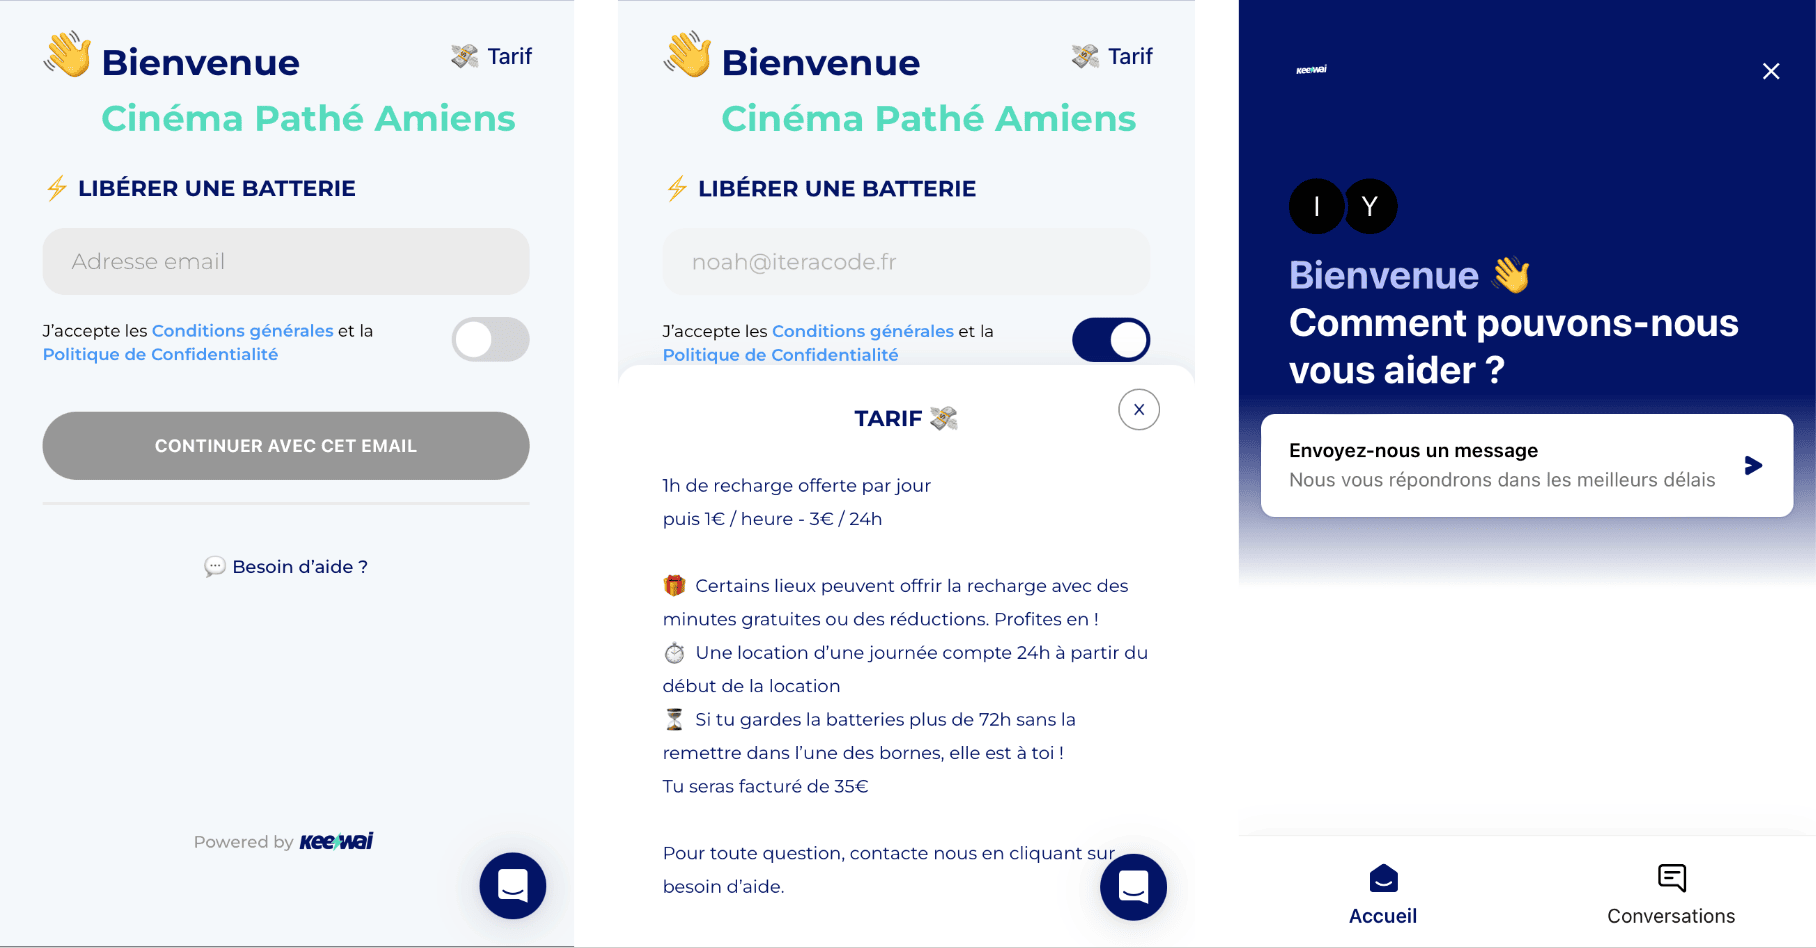 Bienvenue
Tarif
Cinéma Pathé Amiens
LIBÉRER UNE BATTERIE
Adresse email
J'accepte les Conditions générales et la
Politique de Confidentialité
CONTINUER AVEC CET EMAIL
Besoin d'aide ?
Powered by keewai
Bienvenue
Tarif
Cinéma Pathé Amiens
LIBÉRER UNE BATTERIE
noah@iteracode.fr
J'accepte les Conditions générales et la
Politique de Confidentialité
TARIF
X
1h de recharge offerte par jour
puis 1€ / heure - 3€ / 24h
Certains lieux peuvent offrir la recharge avec des
minutes gratuites ou des réductions. Profites en !
Une location d'une journée compte 24h à partir du
début de la location
Si tu gardes la batteries plus de 72h sans la
remettre dans l'une des bornes, elle est à toi !
Tu seras facturé de 35€
Pour toute question, contacte nous en cliquant sur
besoin d'aide.
keewai
I Y
Bienvenue
Comment pouvons-nous
vous aider ?
Envoyez-nous un message
Nous vous répondrons dans les meilleurs délais
Accueil
Conversations